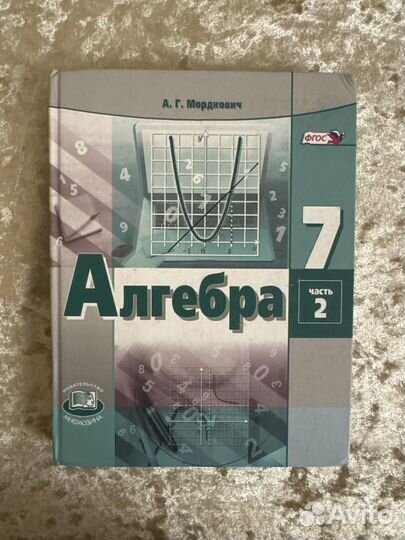 А. Г. Мордкович
ФГОС
7
Алгебра
часть
2
ИЗДАТЕЛЬСТВО
МНЕМОЗИНА
Avito